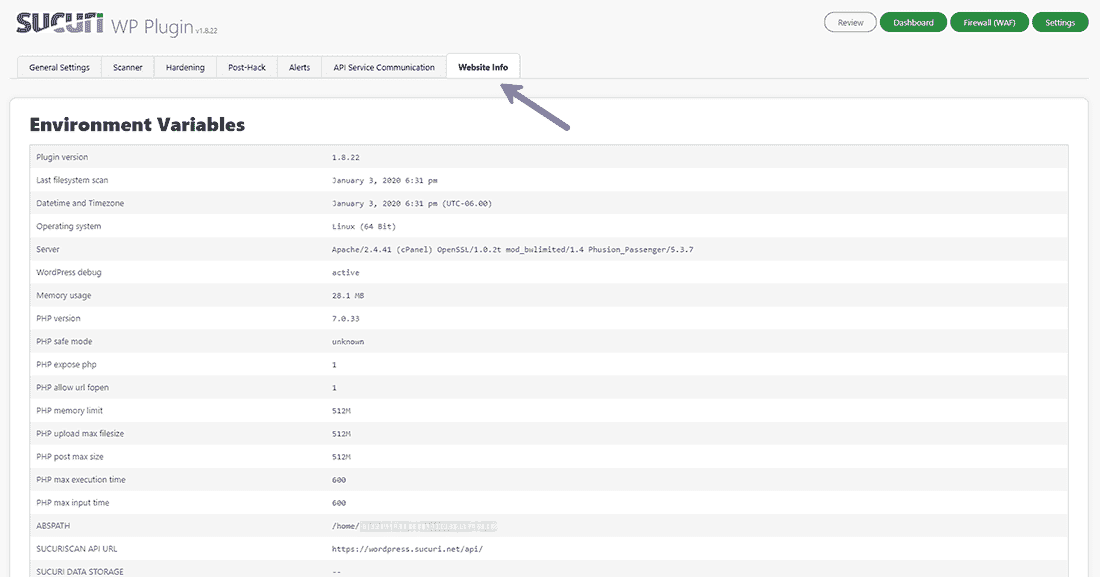 SUCURI WP Plugin v1.8.22
Review Dashboard Firewall (WAF) Settings
General Settings Scanner Hardening Post-Hack Alerts API Service Communication Website Info
Environment Variables
Plugin version 1.8.22
Last filesystem scan January 3, 2020 6:31 pm
Datetime and Timezone January 3, 2020 6:31 pm (UTC-06.00)
Operating system Linux (64 Bit)
Server Apache/2.4.41 (cPanel) OpenSSL/1.0.2t mod_bwlimited/1.4 Phusion_Passenger/5.3.7
WordPress debug active
Memory usage 28.1 MB
PHP version 7.0.33
PHP safe mode unknown
PHP expose php 1
PHP allow url fopen 1
PHP memory limit 512M
PHP upload max filesize 512M
PHP post max size 512M
PHP max execution time 600
PHP max input time 600
ABSPATH /home/
SUCURISCAN API URL https://wordpress.sucuri.net/api/
SUCURI DATA STORAGE --